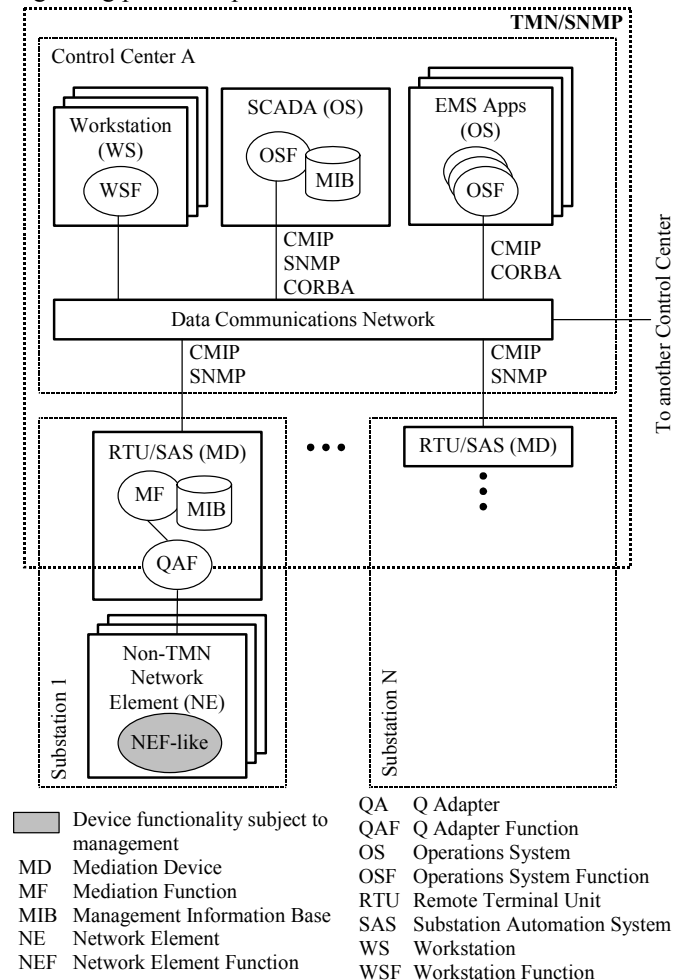 TMN/SNMP
Control Center A
Workstation
(WS)
WSF
SCADA (OS)
OSF
MIB
EMS Apps
(OS)
OSF
CMIP
SNMP
CORBA
CMIP
CORBA
Data Communications Network
To another Control Center
CMIP
SNMP
CMIP
SNMP
RTU/SAS (MD)
MF
MIB
QAF
RTU/SAS (MD)
Non-TMN
Network
Element (NE)
NEF-like
Substation 1
Substation N
Device functionality subject to
management
MD Mediation Device
MF Mediation Function
MIB Management Information Base
NE Network Element
NEF Network Element Function
QA Q Adapter
QAF Q Adapter Function
OS Operations System
OSF Operations System Function
RTU Remote Terminal Unit
SAS Substation Automation System
WS Workstation
WSF Workstation Function